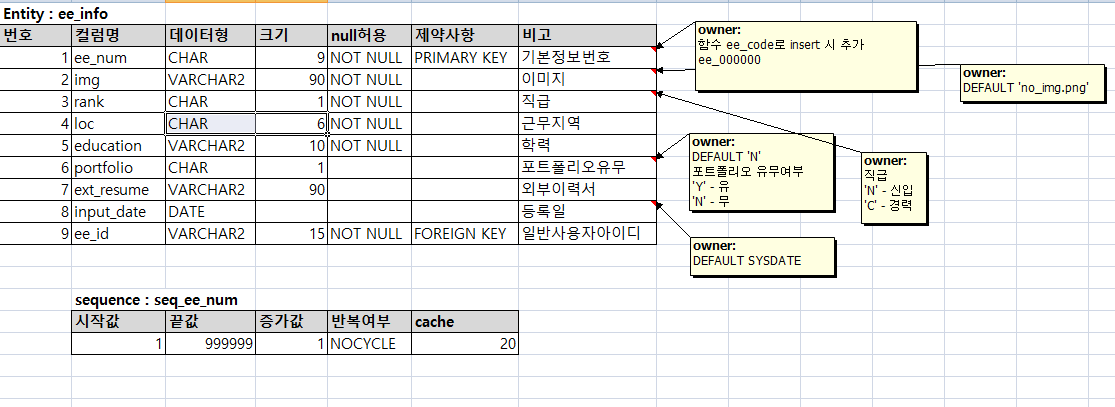 Entity : ee_info
번호 컬럼명 데이터형 크기 null허용 제약사항 비고
1 ee_num CHAR 9 NOT NULL PRIMARY KEY 기본정보번호
2 img VARCHAR2 90 NOT NULL 이미지
3 rank CHAR 1 NOT NULL 직급
4 loc CHAR 6 NOT NULL 근무지역
5 education VARCHAR2 10 NOT NULL 학력
6 portfolio CHAR 1 포트폴리오유무
7 ext_resume VARCHAR2 90 외부이력서
8 input_date DATE 등록일
9 ee_id VARCHAR2 15 NOT NULL FOREIGN KEY 일반사용자아이디
owner:
함수 ee_code로 insert 시 추가
ee_000000
owner:
DEFAULT 'no_img.png'
owner:
DEFAULT 'N'
포트폴리오 유무여부
'Y' - 유
'N' - 무
owner:
직급
'N' - 신입
'C' - 경력
owner:
DEFAULT SYSDATE
sequence : seq_ee_num
시작값 끝값 증가값 반복여부 cache
1 999999 1 NOCYCLE 20